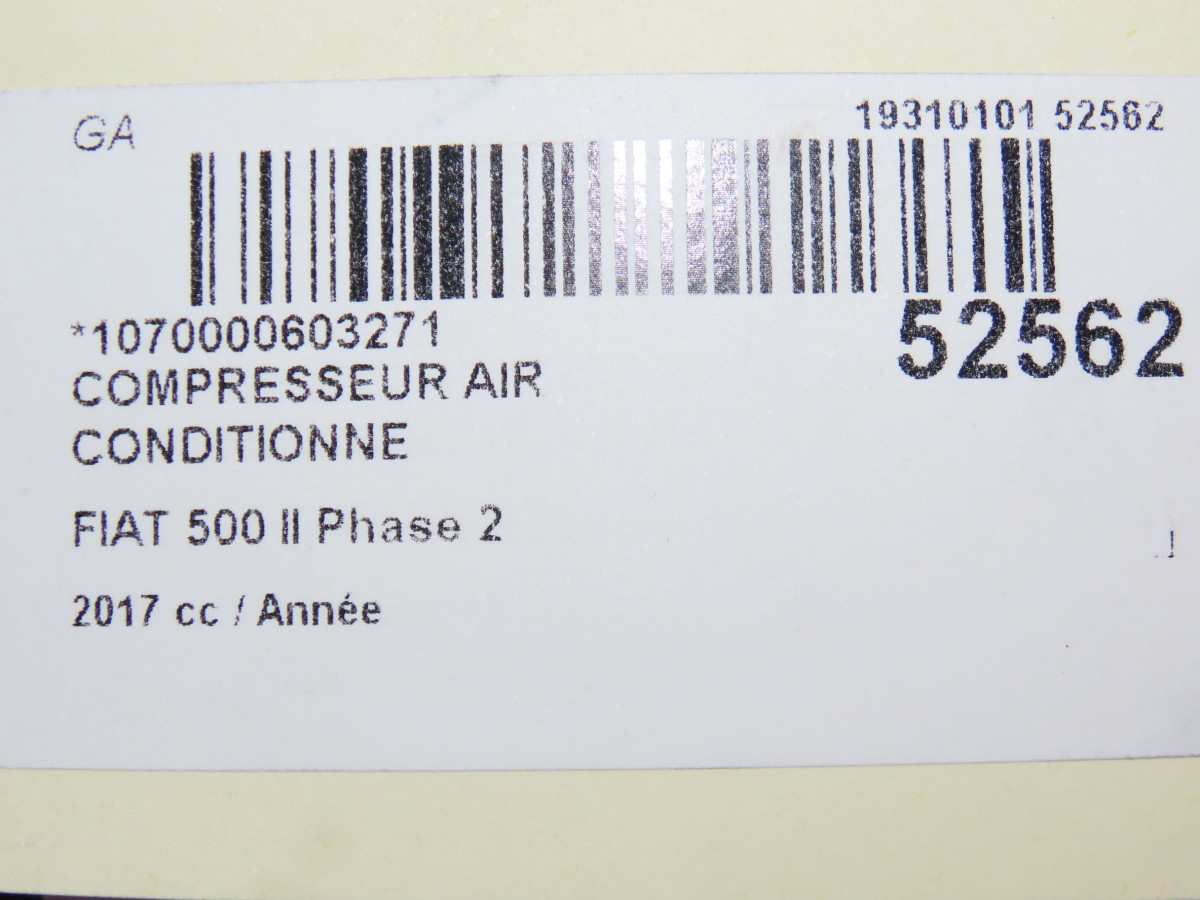 GA
19310101 52562
52562
*1070000603271
COMPRESSEUR AIR
CONDITIONNE
FIAT 500 II Phase 2
2017 cc / Année